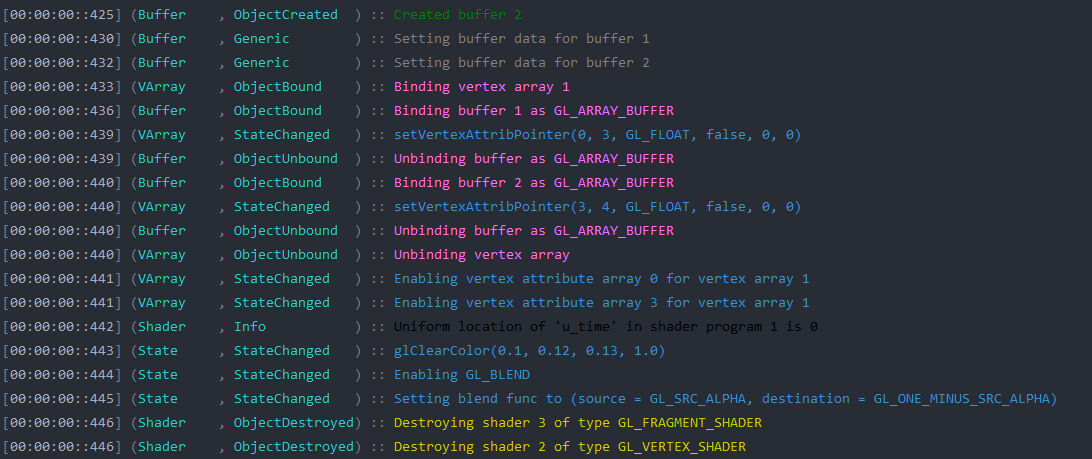 [00:00:00::425] (Buffer    , ObjectCreated  ) :: Created buffer 2
[00:00:00::430] (Buffer    , Generic        ) :: Setting buffer data for buffer 1
[00:00:00::432] (Buffer    , Generic        ) :: Setting buffer data for buffer 2
[00:00:00::433] (VArray    , ObjectBound    ) :: Binding vertex array 1
[00:00:00::436] (Buffer    , ObjectBound    ) :: Binding buffer 1 as GL_ARRAY_BUFFER
[00:00:00::439] (VArray    , StateChanged   ) :: setVertexAttribPointer(0, 3, GL_FLOAT, false, 0, 0)
[00:00:00::439] (Buffer    , ObjectUnbound  ) :: Unbinding buffer as GL_ARRAY_BUFFER
[00:00:00::440] (Buffer    , ObjectBound    ) :: Binding buffer 2 as GL_ARRAY_BUFFER
[00:00:00::440] (VArray    , StateChanged   ) :: setVertexAttribPointer(3, 4, GL_FLOAT, false, 0, 0)
[00:00:00::440] (Buffer    , ObjectUnbound  ) :: Unbinding buffer as GL_ARRAY_BUFFER
[00:00:00::440] (VArray    , ObjectUnbound  ) :: Unbinding vertex array
[00:00:00::441] (VArray    , StateChanged   ) :: Enabling vertex attribute array 0 for vertex array 1
[00:00:00::441] (VArray    , StateChanged   ) :: Enabling vertex attribute array 3 for vertex array 1
[00:00:00::442] (Shader    , Info           ) :: Uniform location of 'u_time' in shader program 1 is 0
[00:00:00::443] (State     , StateChanged   ) :: glClearColor(0.1, 0.12, 0.13, 1.0)
[00:00:00::444] (State     , StateChanged   ) :: Enabling GL_BLEND
[00:00:00::445] (State     , StateChanged   ) :: Setting blend func to (source = GL_SRC_ALPHA, destination = GL_ONE_MINUS_SRC_ALPHA)
[00:00:00::446] (Shader    , ObjectDestroyed) :: Destroying shader 3 of type GL_FRAGMENT_SHADER
[00:00:00::446] (Shader    , ObjectDestroyed) :: Destroying shader 2 of type GL_VERTEX_SHADER